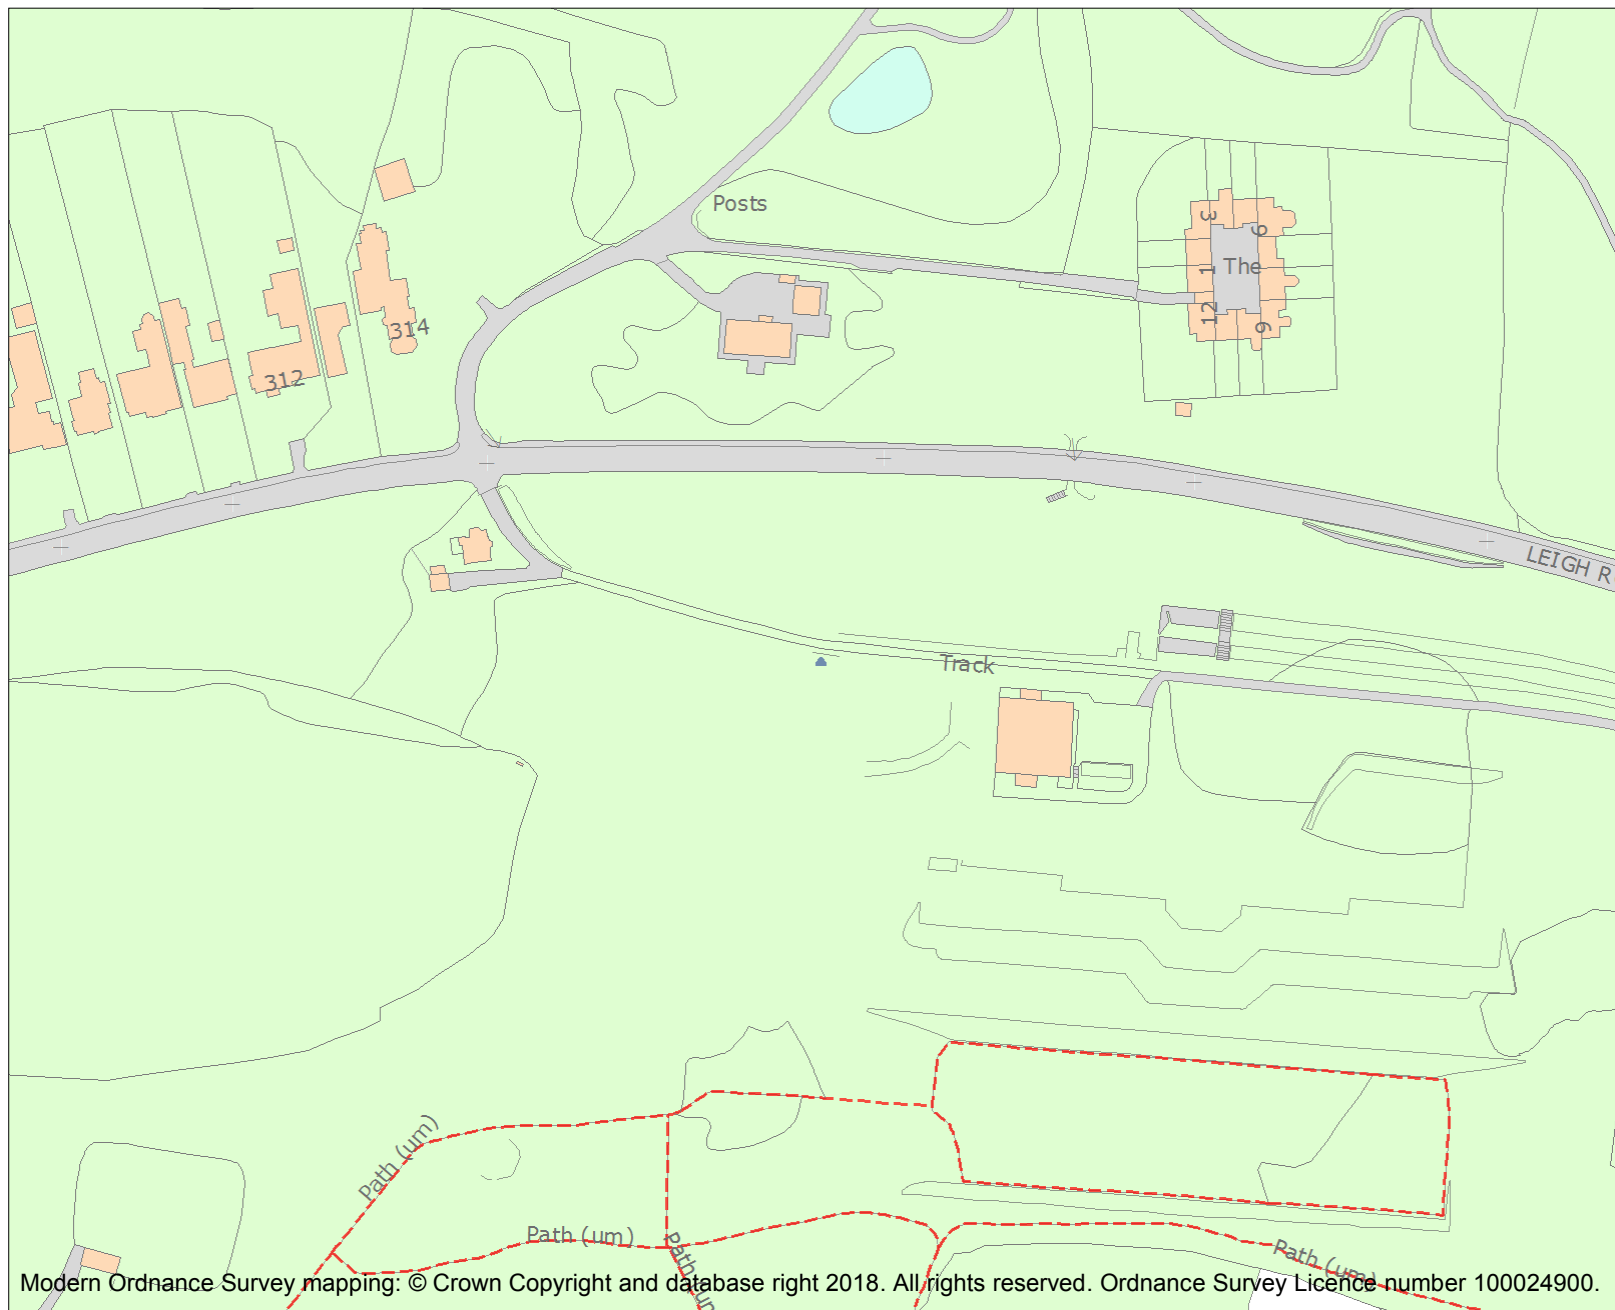 Posts
3
6
1
The
12
9
314
312
LEIGH R
Track
Path (um)
Path (um)
Path (um)
Modern Ordnance Survey mapping: © Crown Copyright and database right 2018. All rights reserved. Ordnance Survey Licence number 100024900.